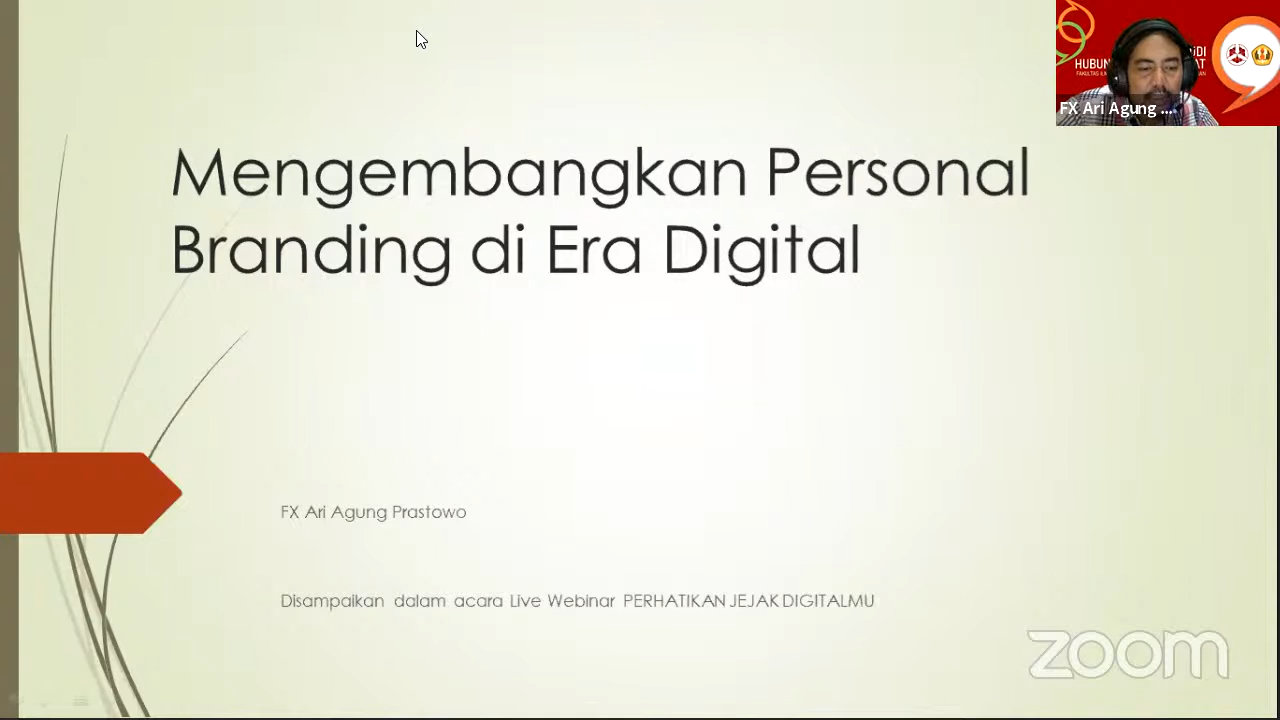 Mengembangkan Personal
Branding di Era Digital
FX Ari Agung Prastowo
Disampaikan dalam acara Live Webinar PERHATIKAN JEJAK DIGITALMU
FX Ari Agung ...
zoom